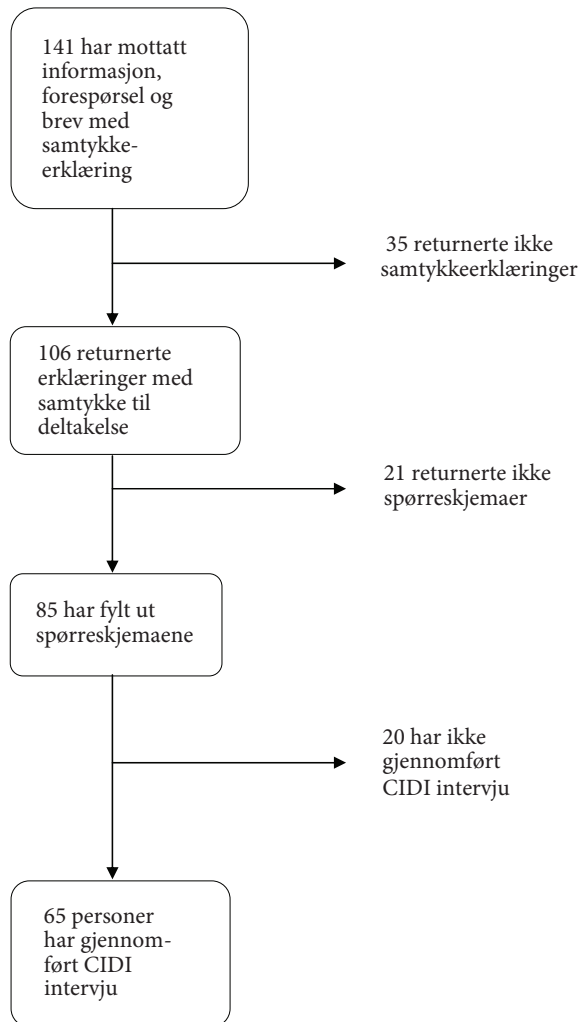 141 har mottatt
informasjon,
forespørsel og
brev med
samtykke-
erklæring
35 returnerte ikke
samtykkeerklæringer
106 returnerte
erklæringer med
samtykke til
deltakelse
21 returnerte ikke
spørreskjemaer
85 har fylt ut
spørreskjemaene
20 har ikke
gjennomført
CIDI intervju
65 personer
har gjennom-
ført CIDI
intervju